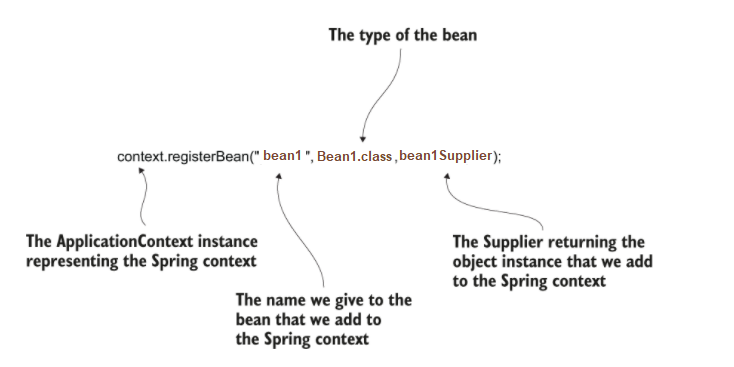 The type of the bean
context.registerBean(" bean1 ", Bean1.class ,bean1Supplier);
The ApplicationContext instance
representing the Spring context
The Supplier returning the
object instance that we add
to the Spring context
The name we give to the
bean that we add to
the Spring context